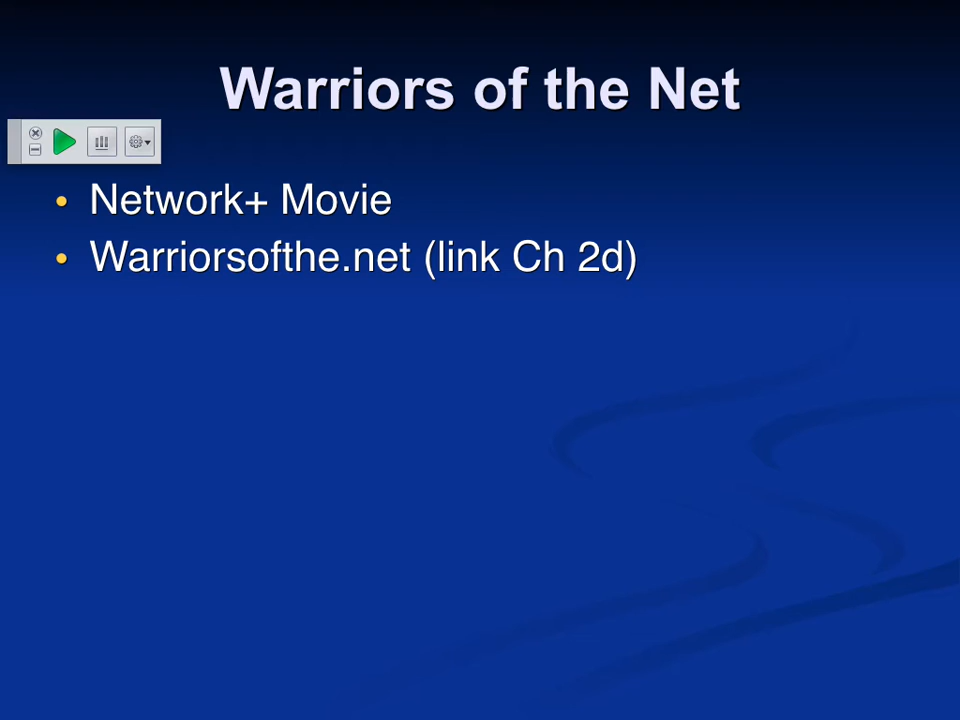 Warriors of the Net
• Network+ Movie
• Warriorsofthe.net (link Ch 2d)